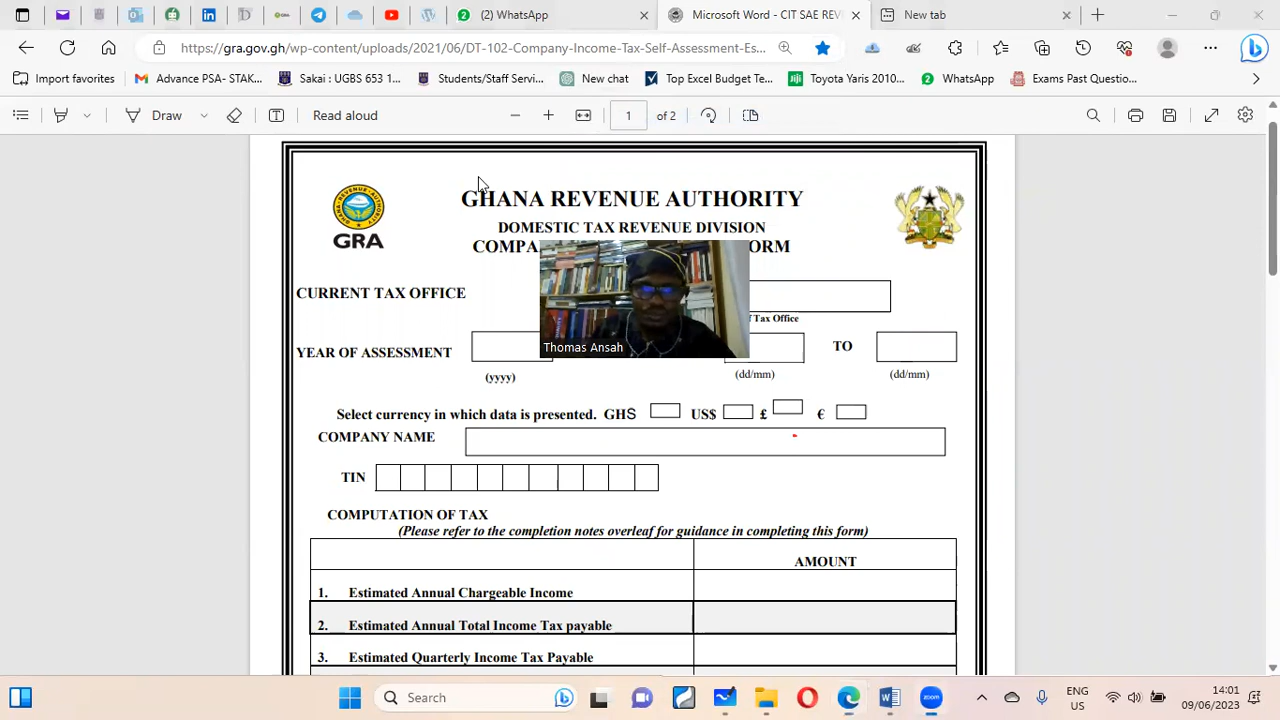 (2) WhatsApp
Microsoft Word - CIT SAE REV
New tab
https://gra.gov.gh/wp-content/uploads/2021/06/DT-102-Company-Income-Tax-Self-Assessment-Es...
Import favorites
Advance PSA- STAK...
Sakai : UGBS 653 1...
Students/Staff Servi...
New chat
Top Excel Budget Te...
Toyota Yaris 2010...
WhatsApp
Exams Past Questio...
Draw
Read aloud
1 of 2
GHANA REVENUE AUTHORITY
DOMESTIC TAX REVENUE DIVISION
GRA
CURRENT TAX OFFICE
Tax Office
Thomas Ansah
YEAR OF ASSESSMENT
TO
(yyyy)
(dd/mm)
(dd/mm)
Select currency in which data is presented. GHS US$ £ €
COMPANY NAME
TIN
COMPUTATION OF TAX
(Please refer to the completion notes overleaf for guidance in completing this form)
AMOUNT
1. Estimated Annual Chargeable Income
2. Estimated Annual Total Income Tax payable
3. Estimated Quarterly Income Tax Payable
Search
ENG
US
14:01
09/06/2023